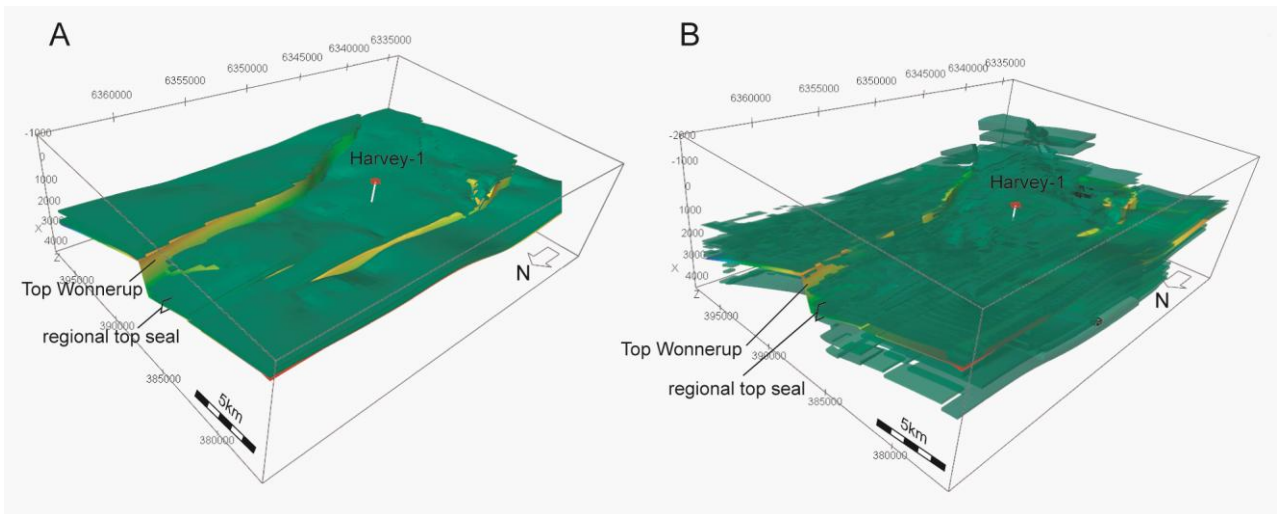 A
6335000
6340000
6345000
6350000
6355000
6360000
-1000
0
1000
2000
3000
4000
X
Z
Harvey-1
395000
390000
385000
380000
Top Wonnerup
regional top seal
5km
N
B
6335000
6340000
6345000
6350000
6355000
6360000
-2000
-1000
0
1000
2000
3000
4000
X
Z
Harvey-1
395000
390000
385000
380000
Top Wonnerup
regional top seal
5km
N